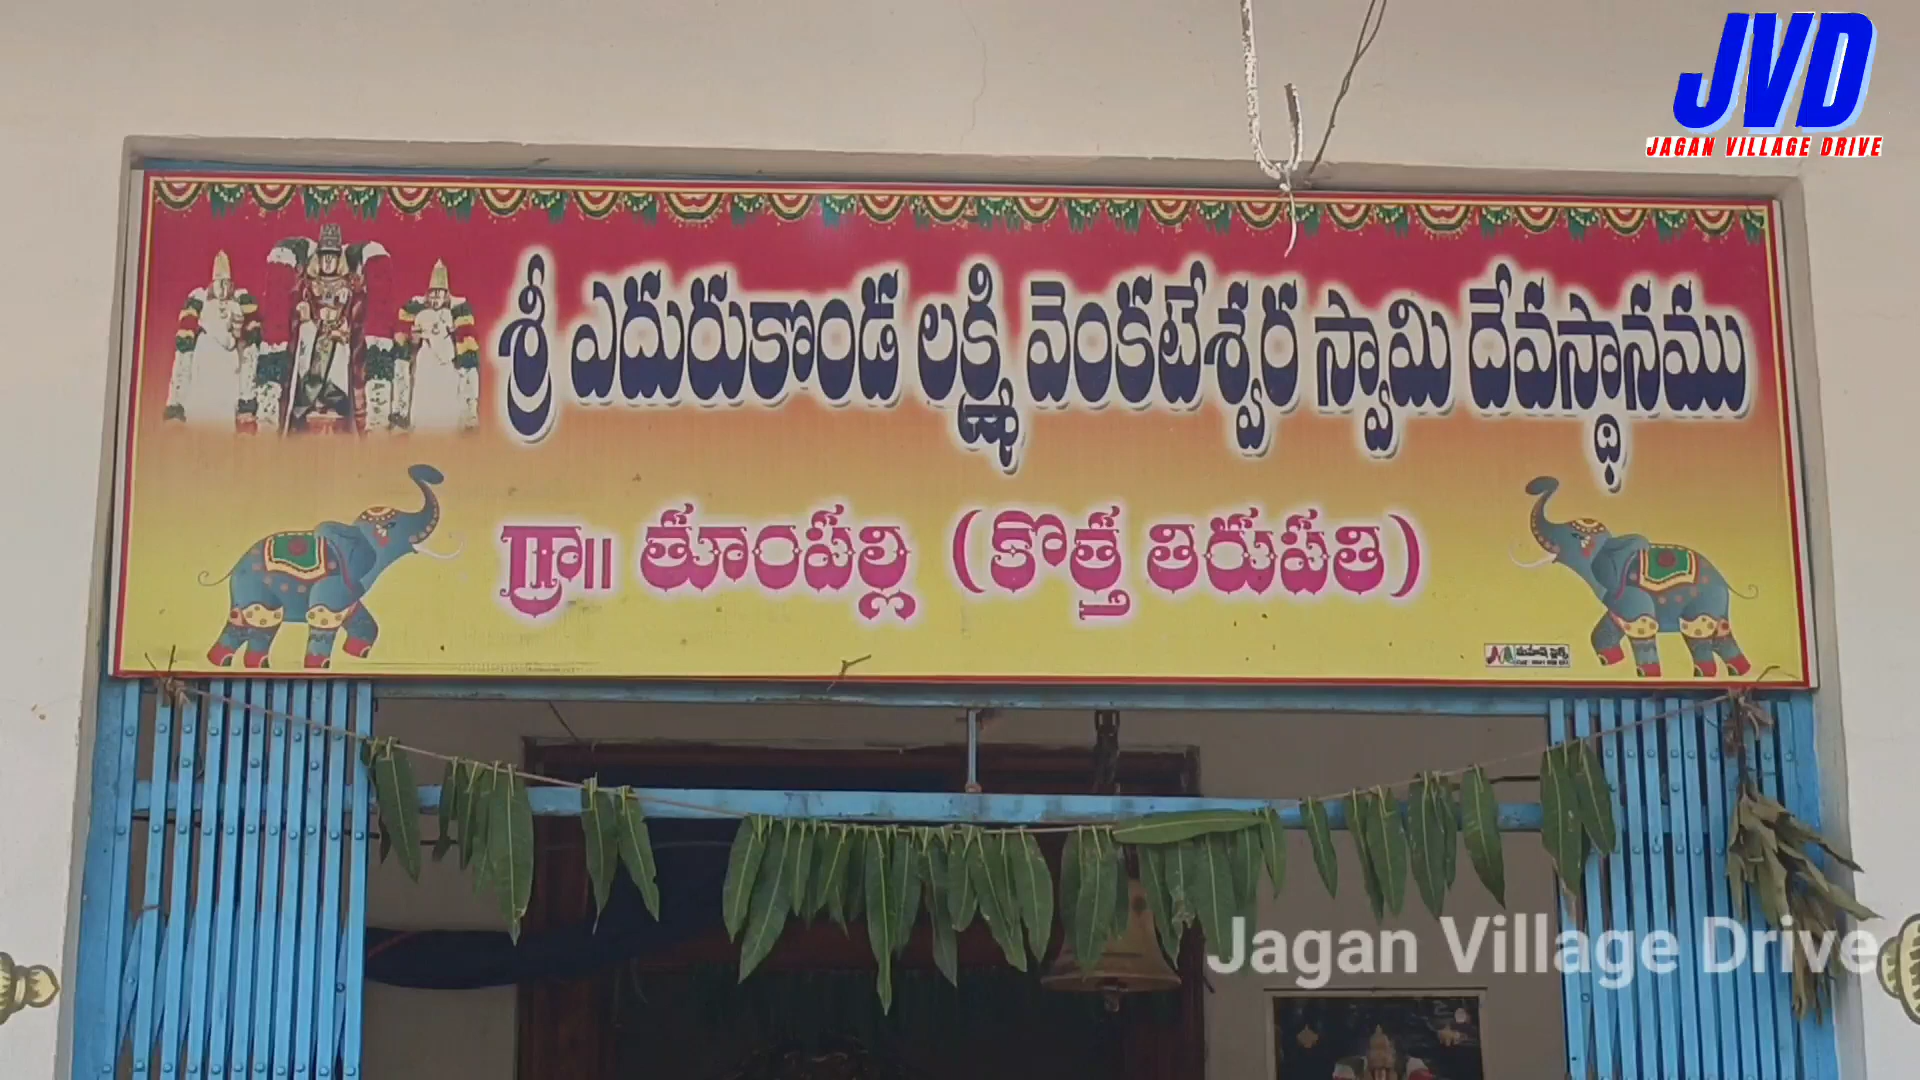 JVD
JAGAN VILLAGE DRIVE
శ్రీ ఎదురుకొండ లక్ష్మి వెంకటేశ్వర స్వామి దేవస్థానము
గ్రా|| తూంపల్లి (కొత్త తిరుపతి)
Jagan Village Drive